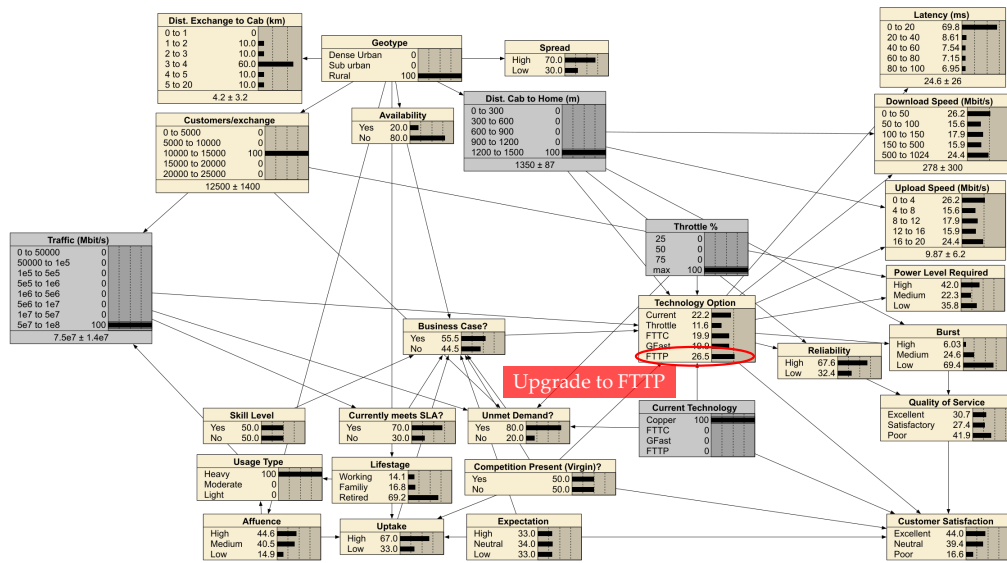 Dist. Exchange to Cab (km)
0 to 1 0
1 to 2 10.0
2 to 3 10.0
3 to 4 60.0
4 to 5 10.0
5 to 20 10.0
4.2 ± 3.2
Geotype
Dense Urban 0
Sub urban 0
Rural 100
Spread
High 70.0
Low 30.0
Latency (ms)
0 to 20 69.8
20 to 40 8.61
40 to 60 7.54
60 to 80 7.15
80 to 100 6.95
24.6 ± 26
Customers/exchange
0 to 5000 0
5000 to 10000 0
10000 to 15000 100
15000 to 20000 0
20000 to 25000 0
12500 ± 1400
Availability
Yes 20.0
No 80.0
Dist. Cab to Home (m)
0 to 300 0
300 to 600 0
600 to 900 0
900 to 1200 0
1200 to 1500 100
1350 ± 87
Download Speed (Mbit/s)
0 to 50 26.2
50 to 100 15.6
100 to 150 17.9
150 to 500 15.9
500 to 1024 24.4
278 ± 300
Upload Speed (Mbit/s)
0 to 4 26.2
4 to 8 15.6
8 to 12 17.9
12 to 16 15.9
16 to 20 24.4
9.87 ± 6.2
Traffic (Mbit/s)
0 to 50000 0
50000 to 1e5 0
1e5 to 5e5 0
5e5 to 1e6 0
1e6 to 5e6 0
5e6 to 1e7 0
1e7 to 5e7 0
5e7 to 1e8 100
7.5e7 ± 1.4e7
Throttle %
25 0
50 0
75 0
max 100
Power Level Required
High 42.0
Medium 22.3
Low 35.8
Business Case?
Yes 55.5
No 44.5
Technology Option
Current 22.2
Throttle 11.6
FTTC 19.9
GFast 19.9
FTTP 26.5
Burst
High 6.03
Medium 24.6
Low 69.4
Reliability
High 67.6
Low 32.4
Upgrade to FTTP
Skill Level
Yes 50.0
No 50.0
Currently meets SLA?
Yes 70.0
No 30.0
Unmet Demand?
Yes 80.0
No 20.0
Current Technology
Copper 100
FTTC 0
GFast 0
FTTP 0
Quality of Service
Excellent 30.7
Satisfactory 27.4
Poor 41.9
Usage Type
Heavy 100
Moderate 0
Light 0
Lifestage
Working 14.1
Familiy 16.8
Retired 69.2
Competition Present (Virgin)?
Yes 50.0
No 50.0
Affuence
High 44.6
Medium 40.5
Low 14.9
Uptake
High 67.0
Low 33.0
Expectation
High 33.0
Neutral 34.0
Low 33.0
Customer Satisfaction
Excellent 44.0
Neutral 39.4
Poor 16.6